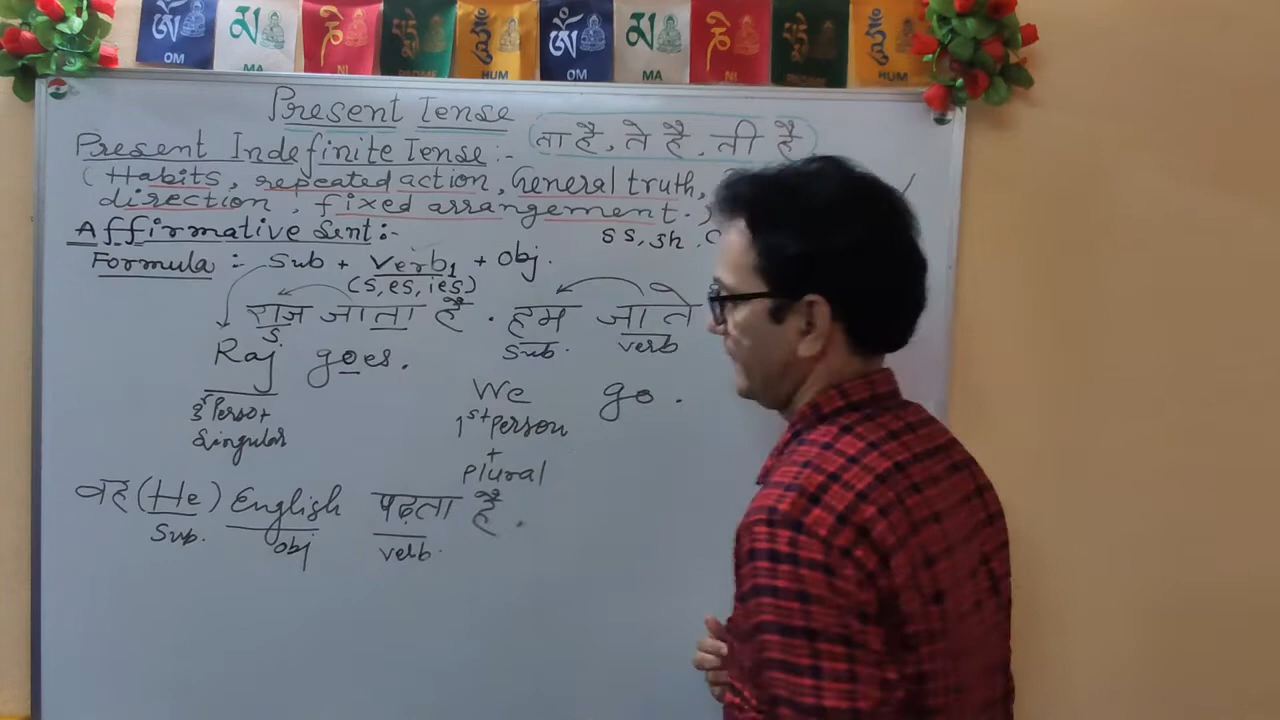 OM MA NI HUM OM MA NI HUM
Present Tense
Present Indefinite Tense :- ता है, ते हैं, ती है
(Habits, repeated action, General truth,
direction, fixed arrangement.)
Affirmative Sent:-
ss, sh,
Formula :- Sub + Verb1 + Obj.
(s, es, ies)
राज जाता है. हम जाते
S. Sub. verb
Raj goes.
We go.
3r Perso+ 1st Person
Singular +
Plural
वह (He) English पढ़ता है.
Sub. obj verb.